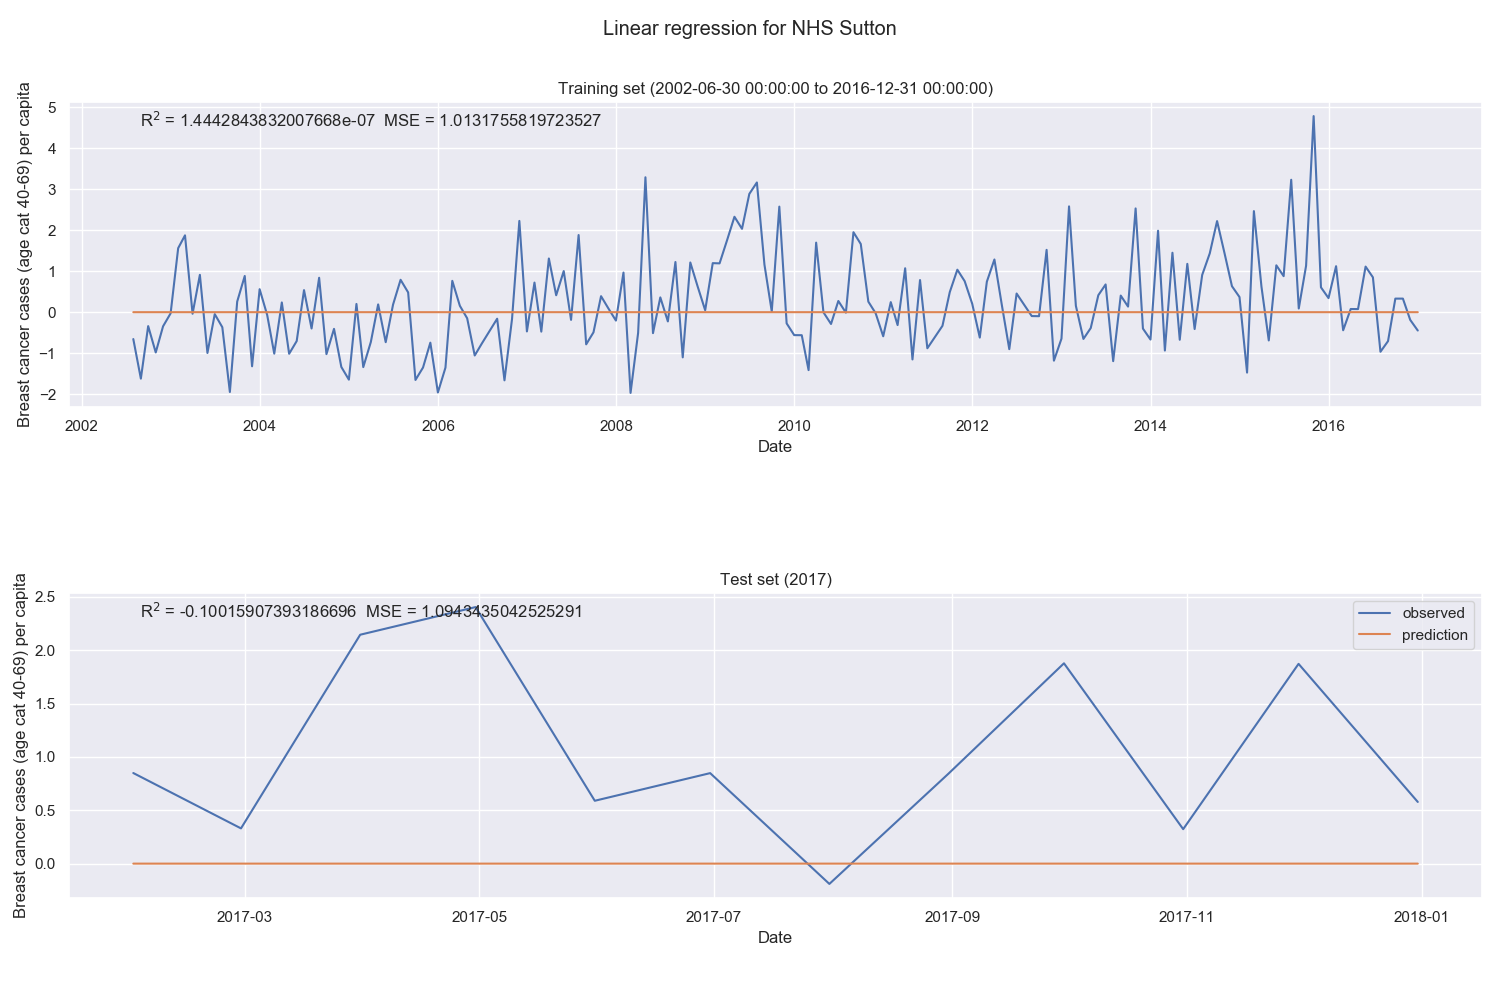 Linear regression for NHS Sutton
Training set (2002-06-30 00:00:00 to 2016-12-31 00:00:00)
R² = 1.4442843832007668e-07 MSE = 1.0131755819723527
Breast cancer cases (age cat 40-69) per capita
5
4
3
2
1
0
−1
−2
2002 2004 2006 2008 2010 2012 2014 2016
Date
Test set (2017)
R² = -0.10015907393186696 MSE = 1.0943435042525291
observed
prediction
Breast cancer cases (age cat 40-69) per capita
2.5
2.0
1.5
1.0
0.5
0.0
2017-03 2017-05 2017-07 2017-09 2017-11 2018-01
Date